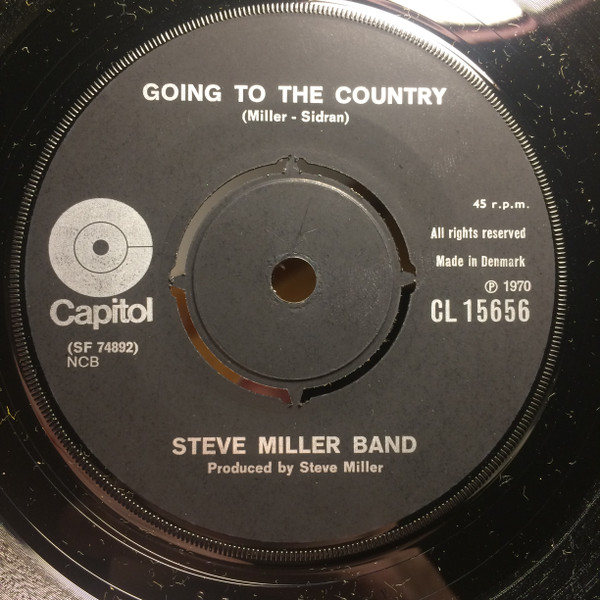 GOING TO THE COUNTRY
(Miller - Sidran)
45 r.p.m.
All rights reserved
Made in Denmark
℗ 1970
CL 15656
Capitol
(SF 74892)
NCB
STEVE MILLER BAND
Produced by Steve Miller